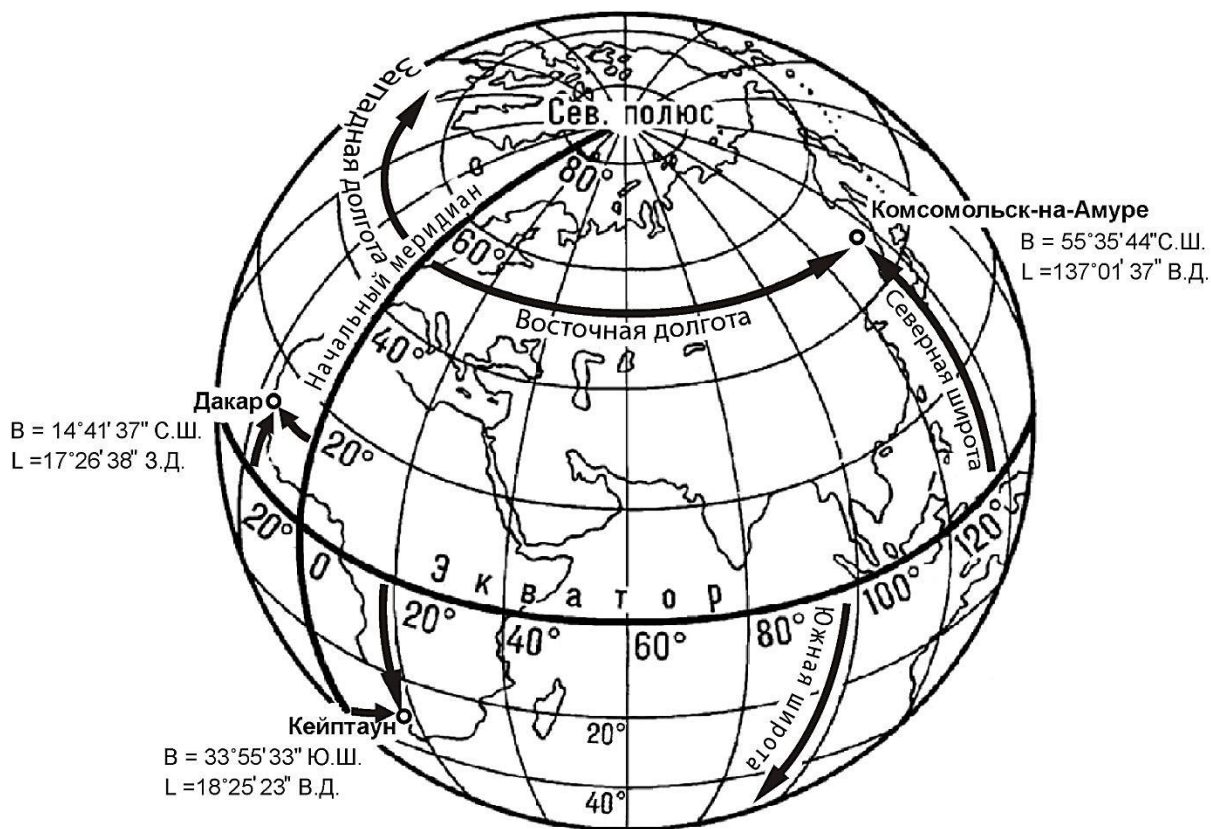 Западная долгота
Сев. полюс
80°
Начальный меридиан
60°
Комсомольск-на-Амуре
B = 55°35'44"С.Ш.
L =137°01'37" В.Д.
Восточная долгота
Северная широта
40°
Дакар
B = 14°41'37" С.Ш.
L =17°26'38" З.Д.
20°
20°
0
Экватор
20°
40°
60°
80°
100°
120°
Южная широта
Кейптаун
B = 33°55'33" Ю.Ш.
L =18°25'23" В.Д.
20°
40°